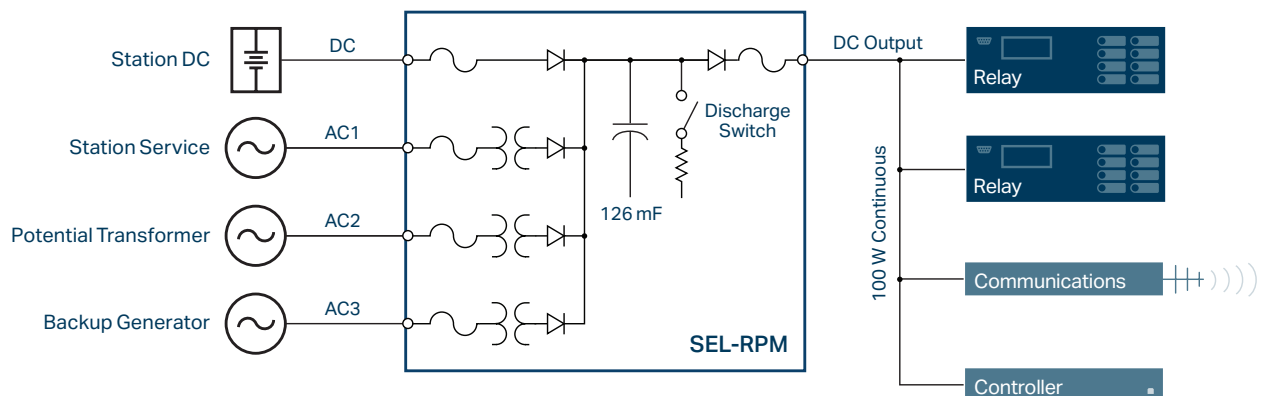 Station DC
DC
Station Service
AC1
Potential Transformer
AC2
Backup Generator
AC3
126 mF
Discharge
Switch
SEL-RPM
DC Output
100 W Continuous
Relay
Relay
Communications
Controller